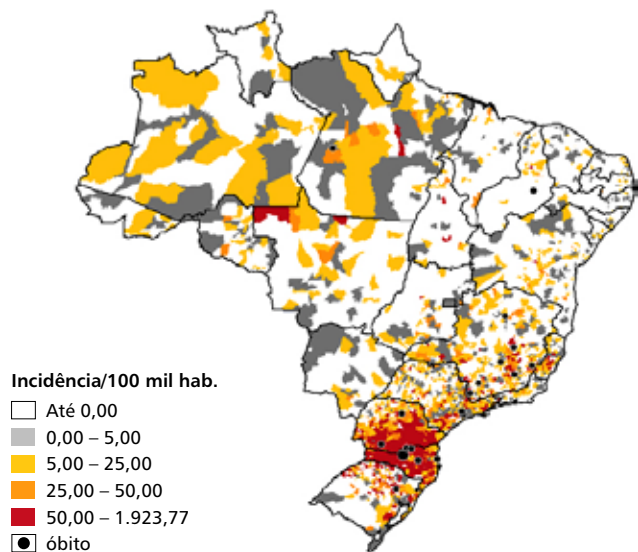 Incidência/100 mil hab.
Até 0,00
0,00 – 5,00
5,00 – 25,00
25,00 – 50,00
50,00 – 1.923,77
óbito